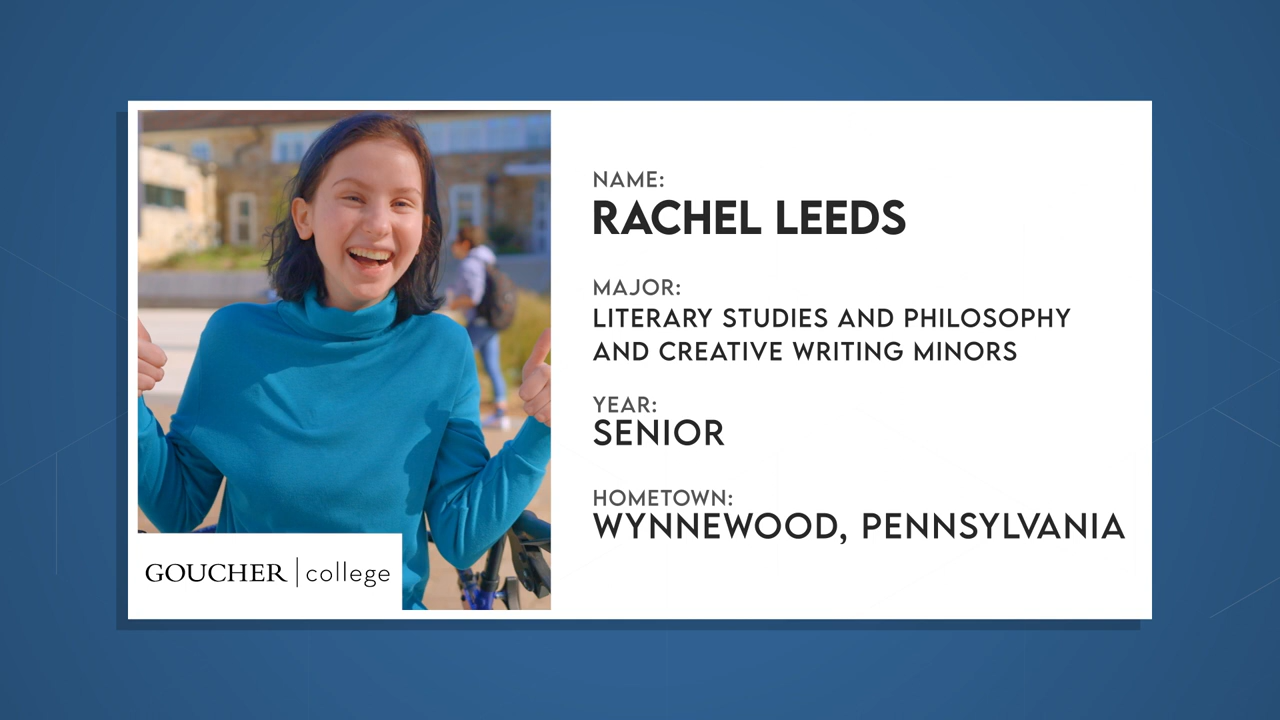 NAME:
RACHEL LEEDS
MAJOR:
LITERARY STUDIES AND PHILOSOPHY
AND CREATIVE WRITING MINORS
YEAR:
SENIOR
HOMETOWN:
WYNNEWOOD, PENNSYLVANIA
GOUCHER | college